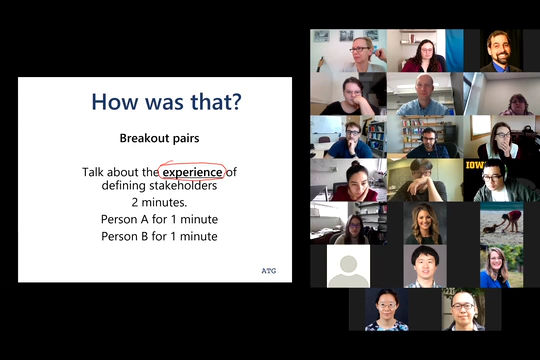 How was that?
Breakout pairs
Talk about the experience of
defining stakeholders
2 minutes.
Person A for 1 minute
Person B for 1 minute
ATG
IOW